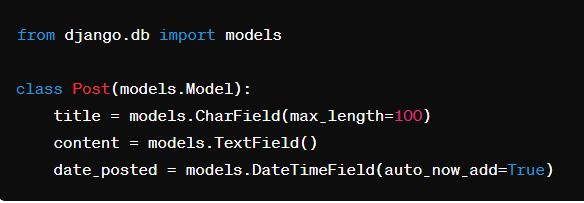 from django.db import models
class Post(models.Model):
    title = models.CharField(max_length=100)
    content = models.TextField()
    date_posted = models.DateTimeField(auto_now_add=True)